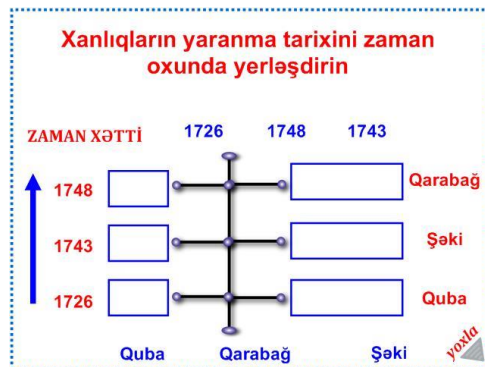 Xanlıqların yaranma tarixini zaman
oxunda yerləşdirin
ZAMAN XƏTTİ
1726 1748 1743
1748 Qarabağ
1743 Şəki
1726 Quba
Quba Qarabağ Şəki
yoxla